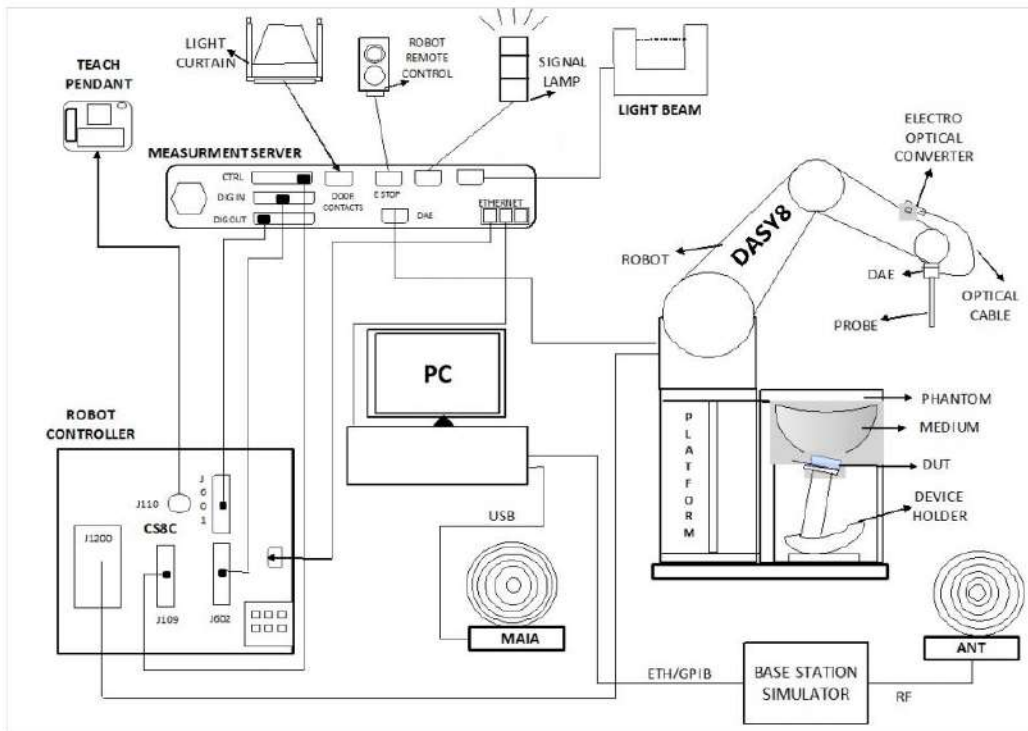 LIGHT
CURTAIN
ROBOT
REMOTE
CONTROL
SIGNAL
LAMP
LIGHT BEAM
TEACH
PENDANT
ELECTRO
OPTICAL
CONVERTER
MEASURMENT SERVER
CTRL
DIG IN
DIG OUT
DOOR
CONTACTS
E STOP
DAE
ETHERNET
DASY8
ROBOT
DAE
OPTICAL
CABLE
PROBE
PC
PHANTOM
MEDIUM
DUT
DEVICE
HOLDER
PLATFORM
ROBOT
CONTROLLER
J110
J601
CS8C
J1200
J109
J602
USB
MAIA
ETH/GPIB
BASE STATION
SIMULATOR
RF
ANT